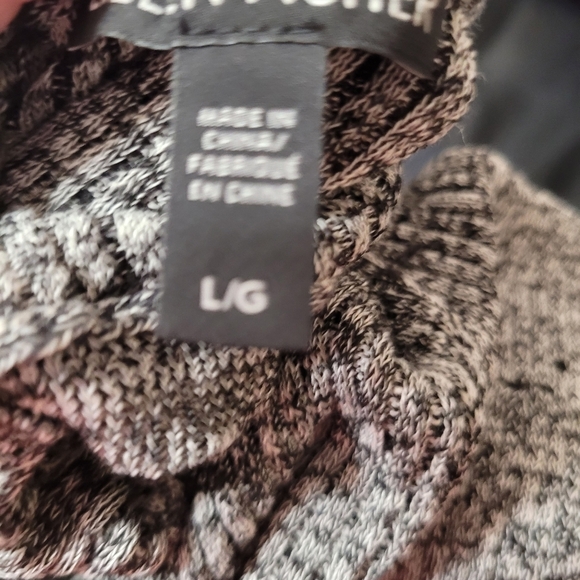 MADE IN
CHINA/
FABRIQUÉ
EN CHINE
L/G